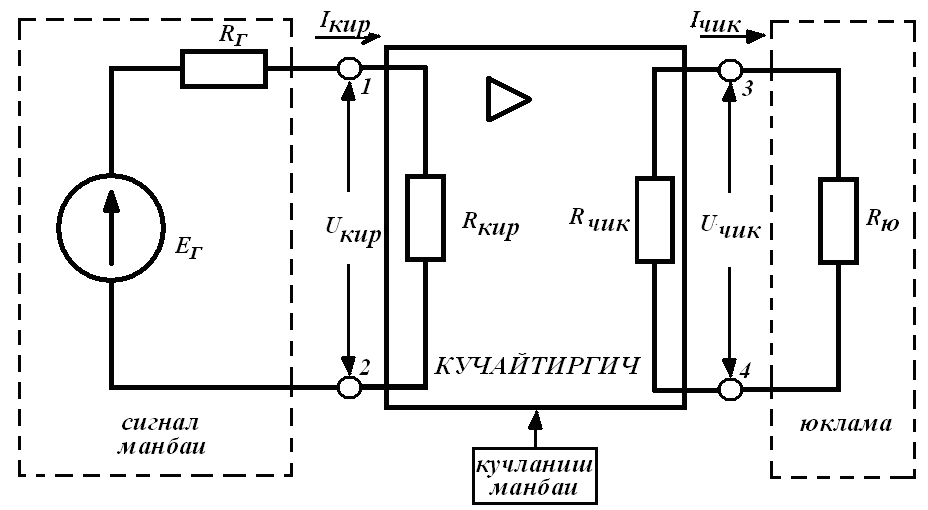 Iкир
Iчик
RГ
1
3
EГ
Uкир
Rкир
Rчик
Uчик
Rю
2
4
КУЧАЙТИРГИЧ
сигнал
манбаи
юклама
кучланиш
манбаи